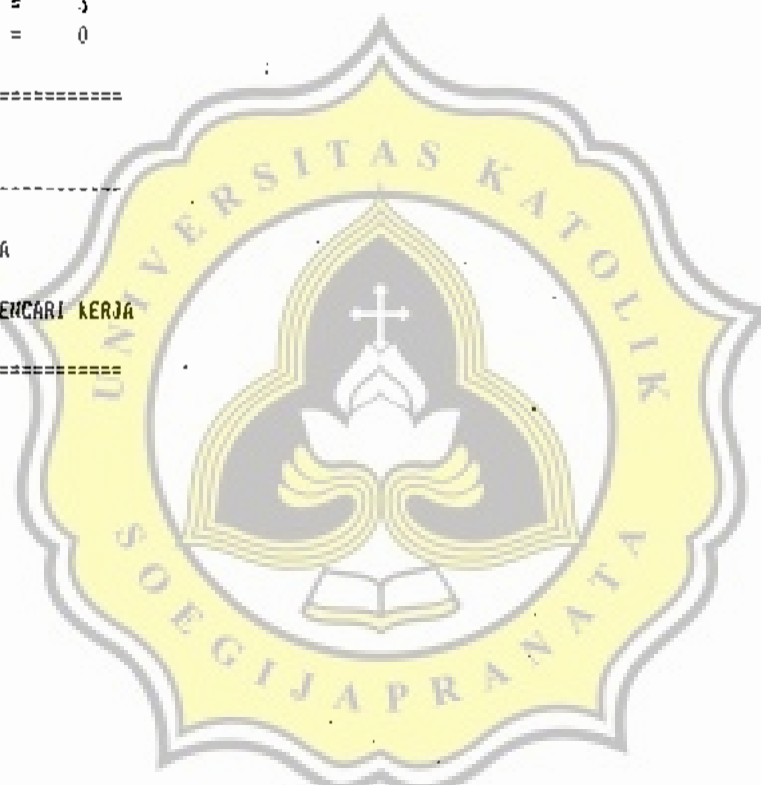 =
= 0
===========
-----------
A
ENCARI KERJA
===========
UNIVERSITAS KATOLIK
SOEGIJAPRANATA